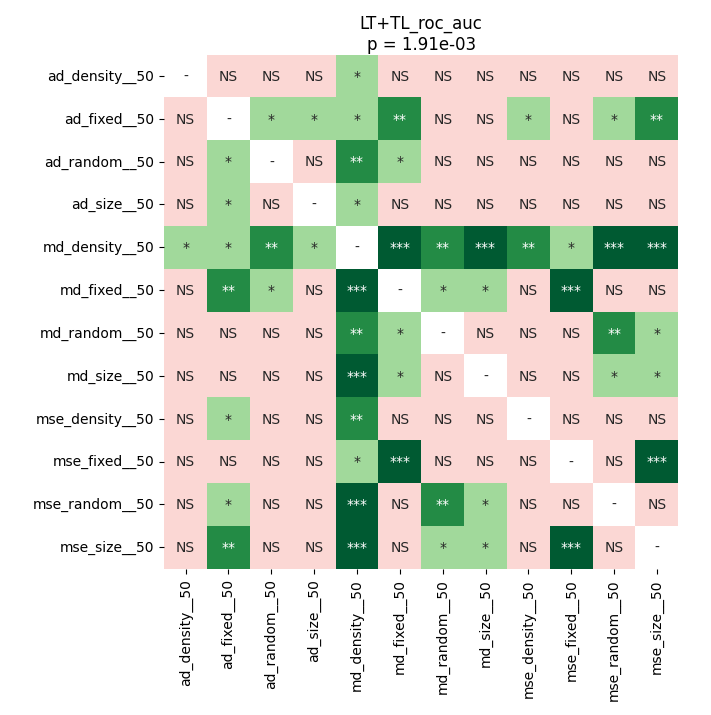 LT+TL_roc_auc
p = 1.91e-03
ad_density__50 - NS NS NS * NS NS NS NS NS NS NS
ad_fixed__50 NS - * * * ** NS NS * NS * **
ad_random__50 NS * - NS ** * NS NS NS NS NS NS
ad_size__50 NS * NS - * NS NS NS NS NS NS NS
md_density__50 * * ** * - *** ** *** ** * *** ***
md_fixed__50 NS ** * NS *** - * * NS *** NS NS
md_random__50 NS NS NS NS ** * - NS NS NS ** *
md_size__50 NS NS NS NS *** * NS - NS NS * *
mse_density__50 NS * NS NS ** NS NS NS - NS NS NS
mse_fixed__50 NS NS NS NS * *** NS NS NS - NS ***
mse_random__50 NS * NS NS *** NS ** * NS NS - NS
mse_size__50 NS ** NS NS *** NS * * NS *** NS -
ad_density__50
ad_fixed__50
ad_random__50
ad_size__50
md_density__50
md_fixed__50
md_random__50
md_size__50
mse_density__50
mse_fixed__50
mse_random__50
mse_size__50